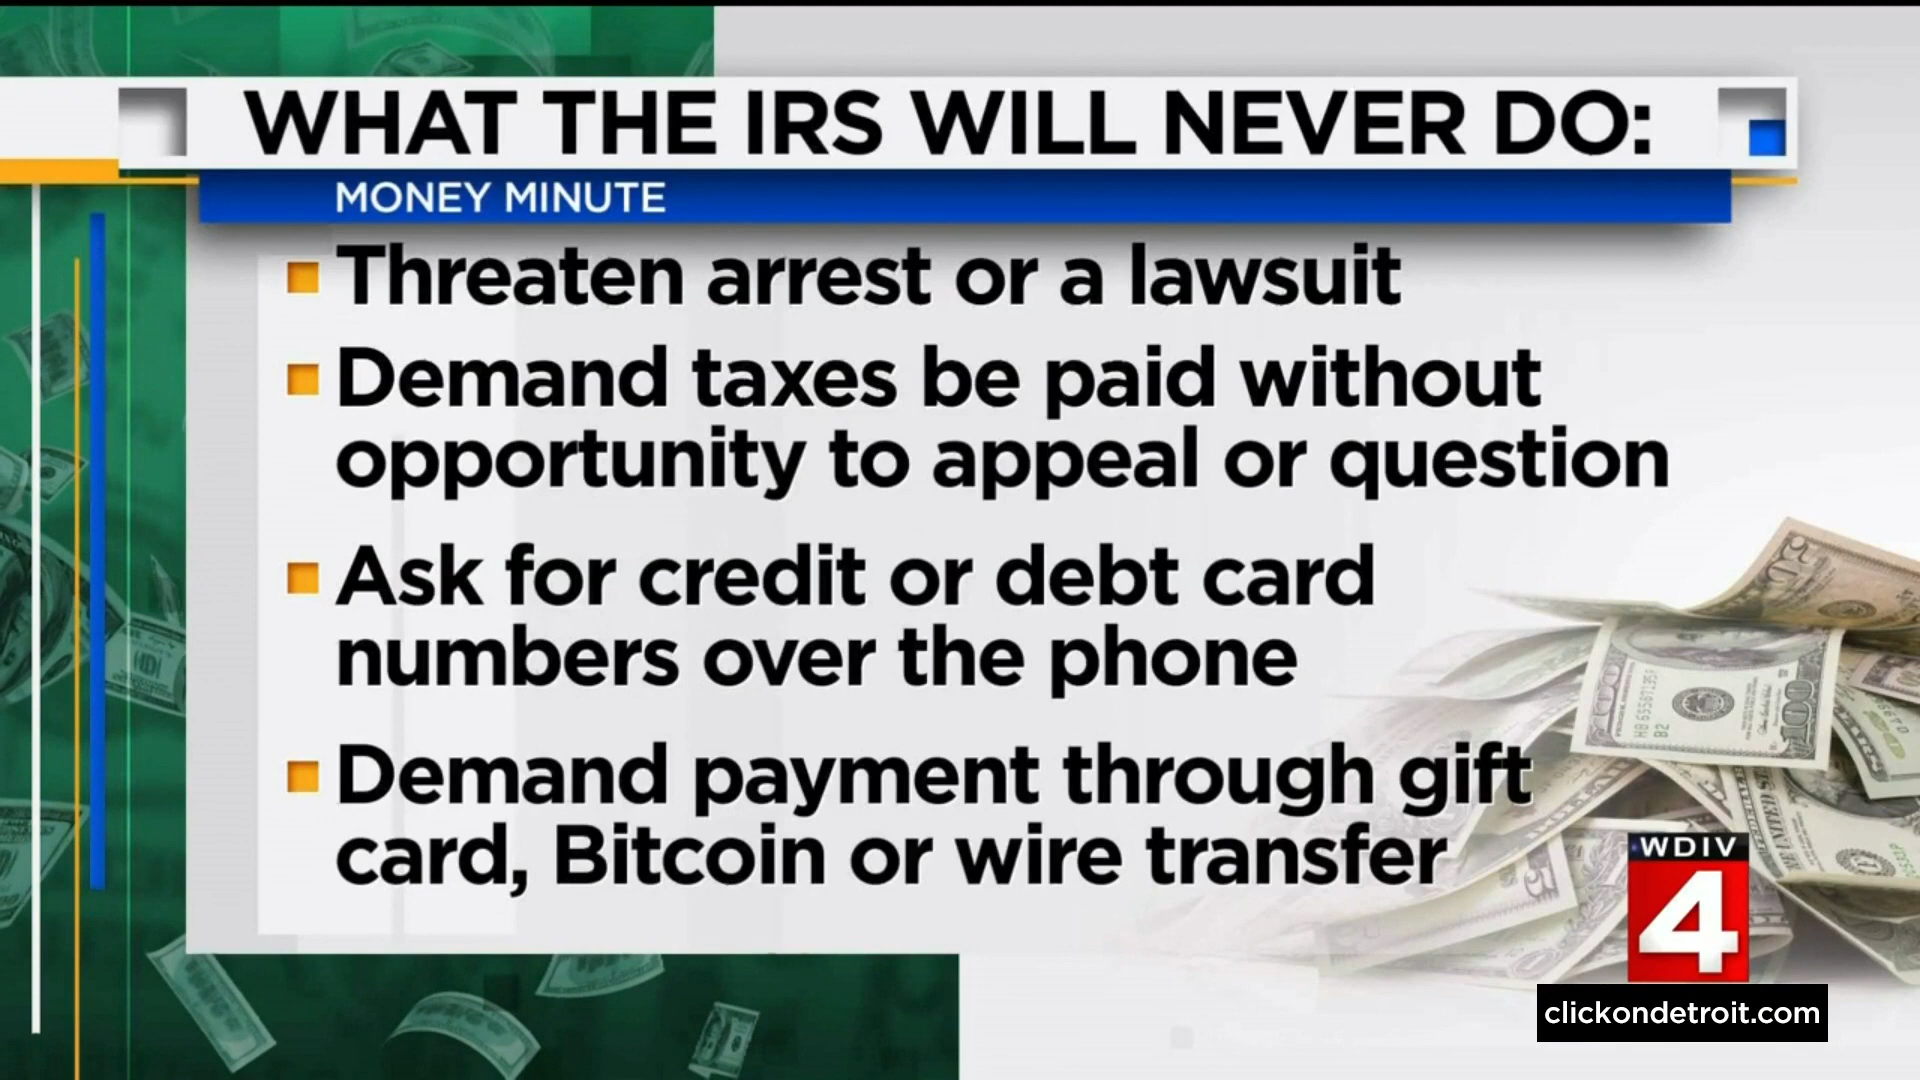 WHAT THE IRS WILL NEVER DO:
MONEY MINUTE
Threaten arrest or a lawsuit
Demand taxes be paid without
opportunity to appeal or question
Ask for credit or debt card
numbers over the phone
Demand payment through gift
card, Bitcoin or wire transfer
WDIV
4
clickondetroit.com